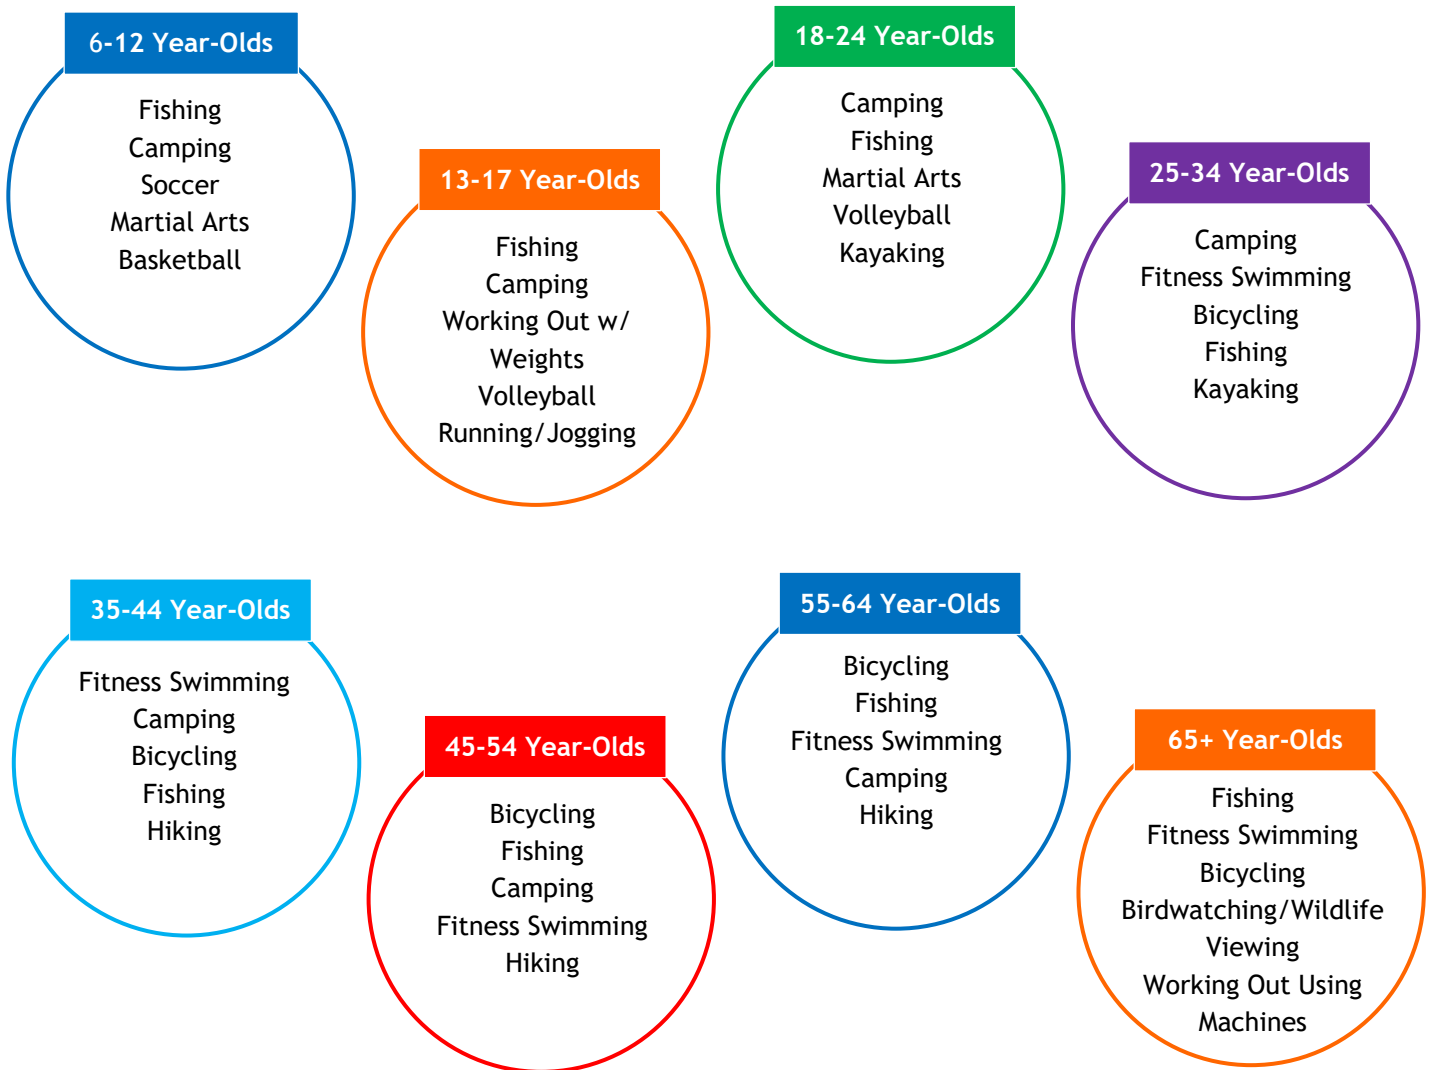 6-12 Year-Olds
Fishing
Camping
Soccer
Martial Arts
Basketball
13-17 Year-Olds
Fishing
Camping
Working Out w/
Weights
Volleyball
Running/Jogging
18-24 Year-Olds
Camping
Fishing
Martial Arts
Volleyball
Kayaking
25-34 Year-Olds
Camping
Fitness Swimming
Bicycling
Fishing
Kayaking
35-44 Year-Olds
Fitness Swimming
Camping
Bicycling
Fishing
Hiking
45-54 Year-Olds
Bicycling
Fishing
Camping
Fitness Swimming
Hiking
55-64 Year-Olds
Bicycling
Fishing
Fitness Swimming
Camping
Hiking
65+ Year-Olds
Fishing
Fitness Swimming
Bicycling
Birdwatching/Wildlife
Viewing
Working Out Using
Machines